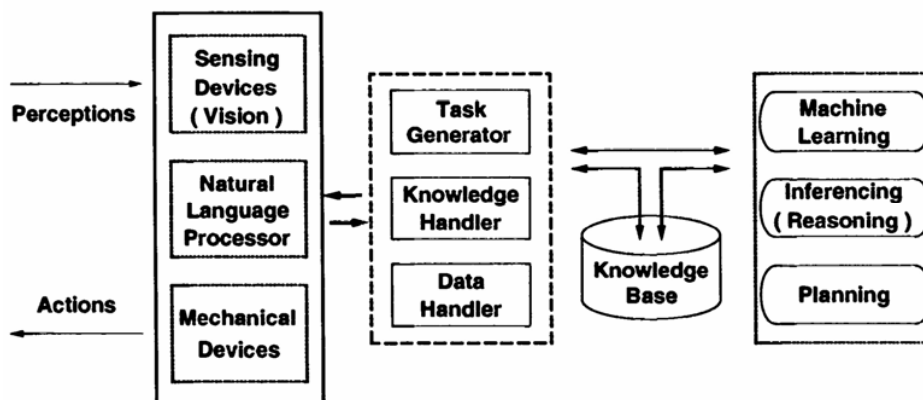 Perceptions
Actions
Sensing
Devices
( Vision )
Natural
Language
Processor
Mechanical
Devices
Task
Generator
Knowledge
Handler
Data
Handler
Knowledge
Base
Machine
Learning
Inferencing
( Reasoning )
Planning